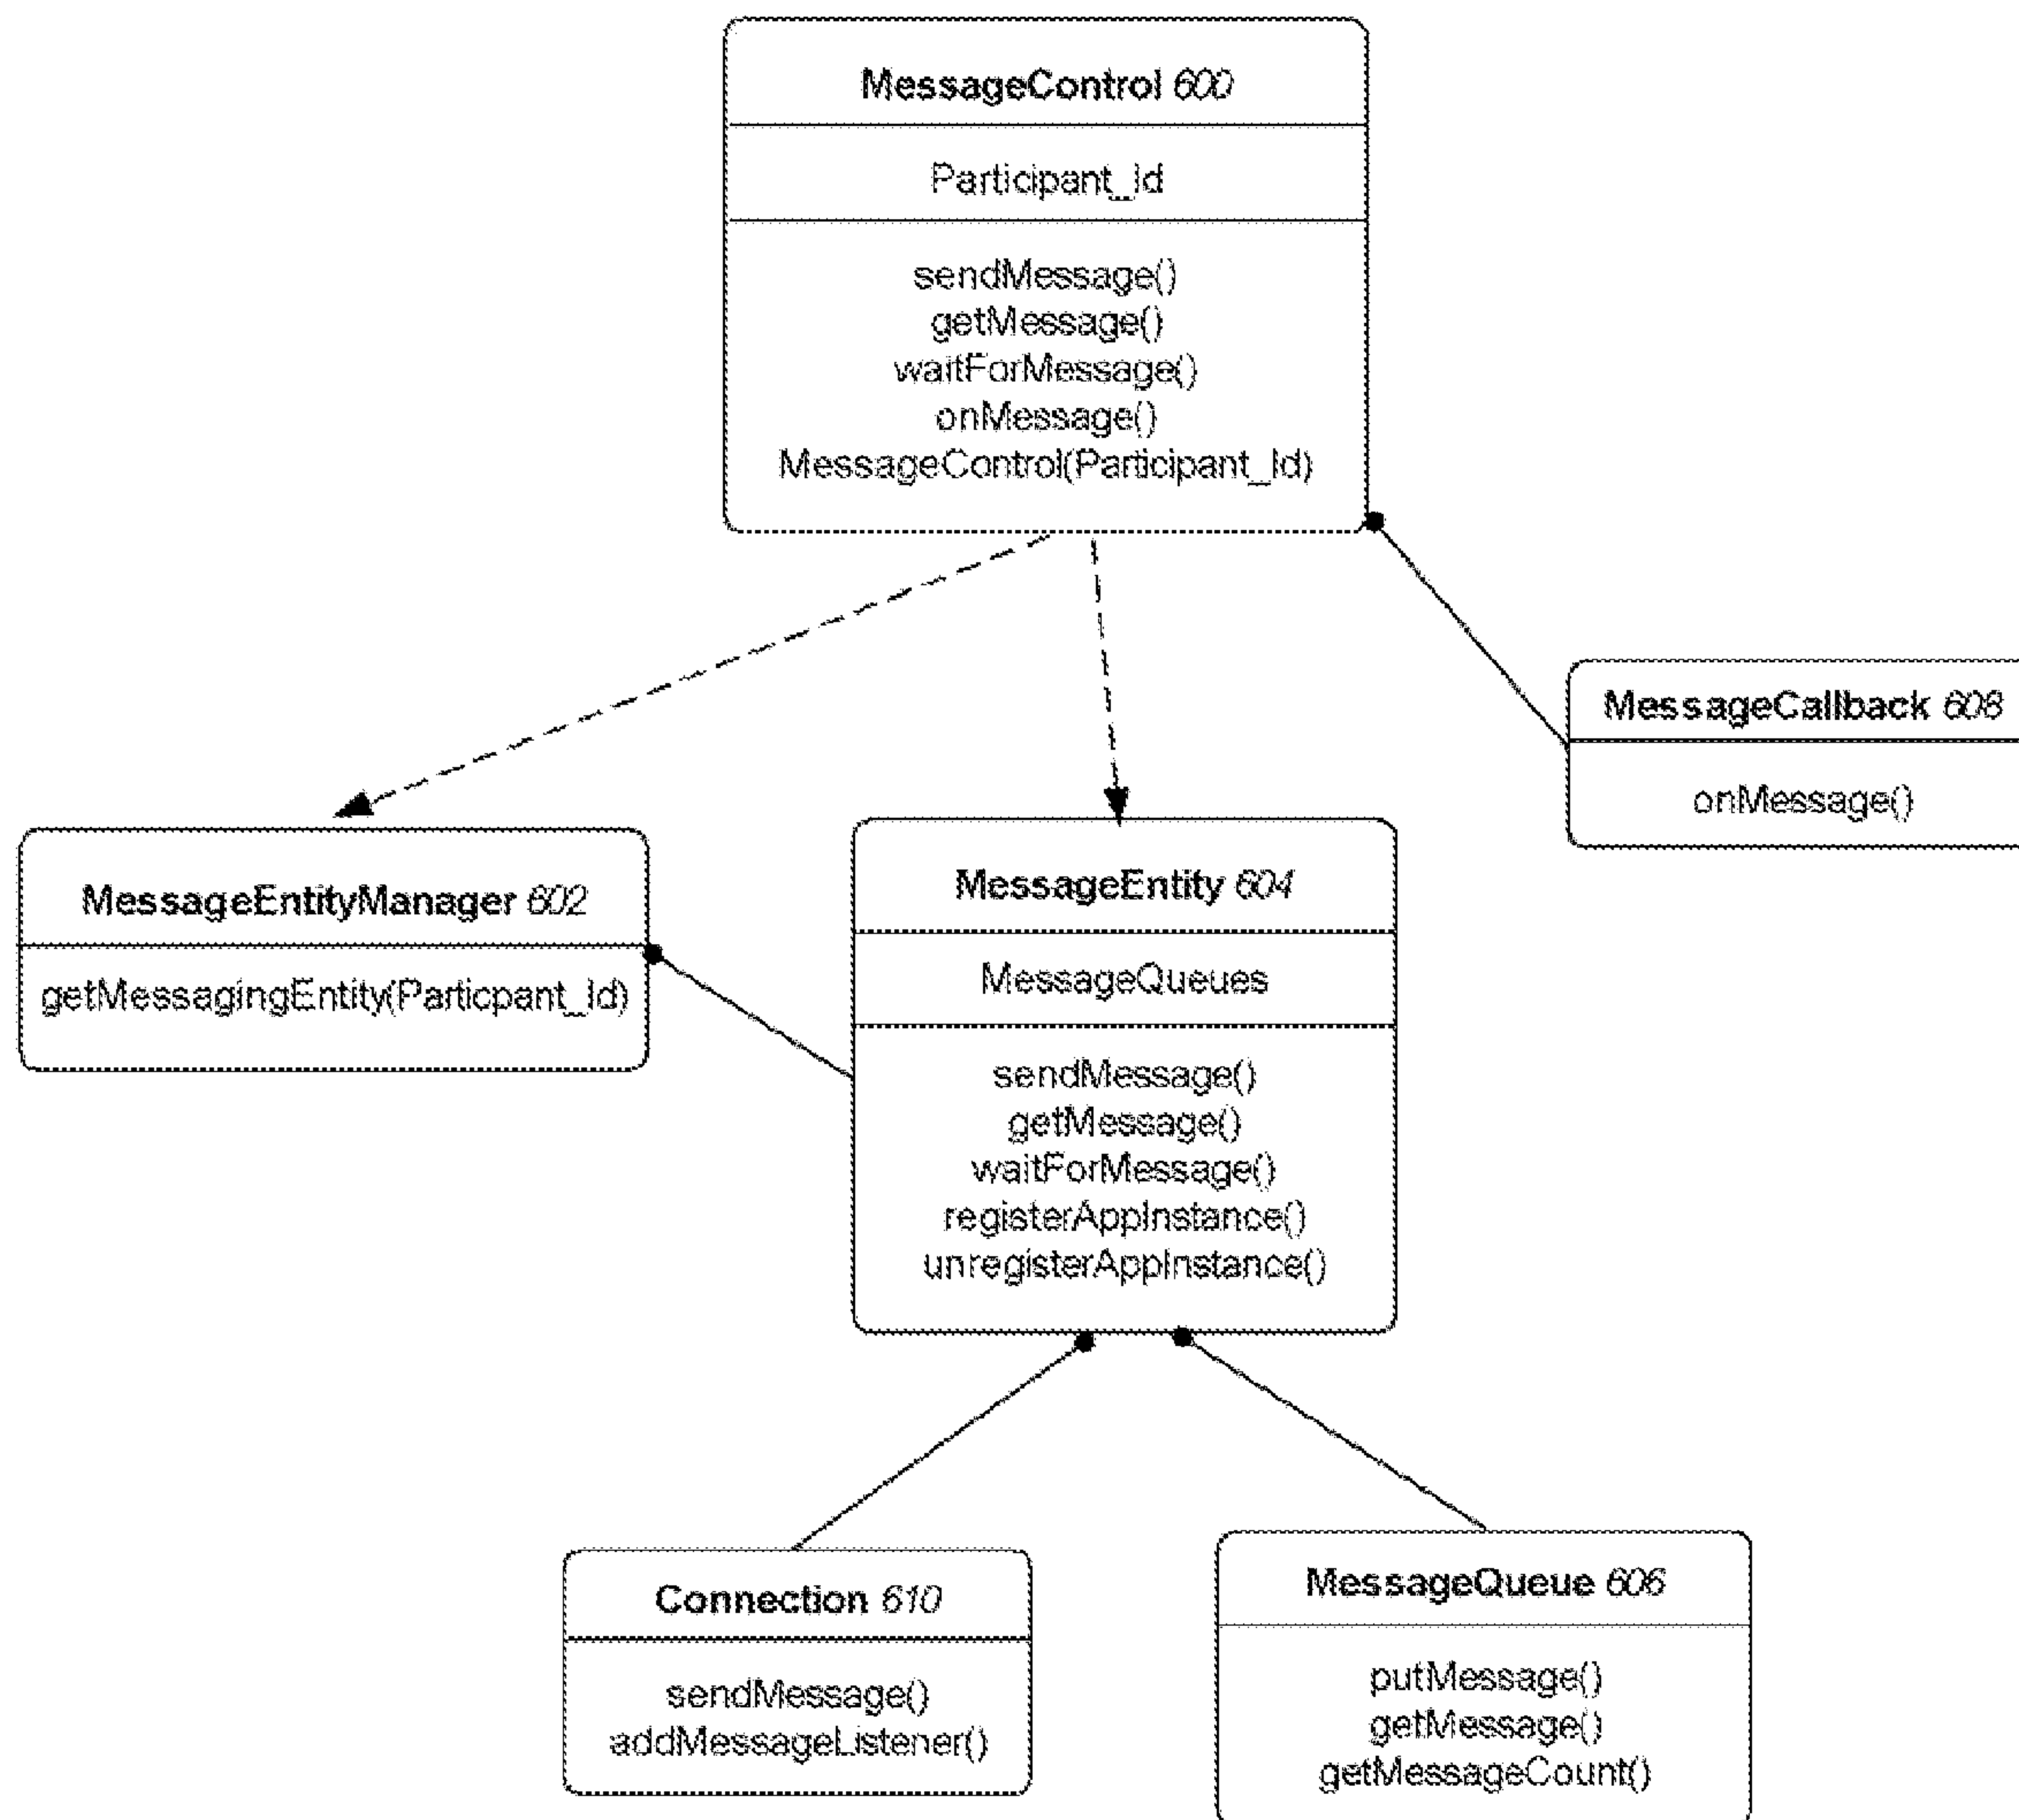 MessageControl 600
Participant_Id
sendMessage()
getMessage()
waitForMessage()
onMessage()
MessageControl(Participant_Id)
MessageCallback 608
onMessage()
MessageEntityManager 602
getMessagingEntity(Particpant_Id)
MessageEntity 604
MessageQueues
sendMessage()
getMessage()
waitForMessage()
registerAppInstance()
unregisterAppInstance()
Connection 610
sendMessage()
addMessageListener()
MessageQueue 606
putMessage()
getMessage()
getMessageCount()